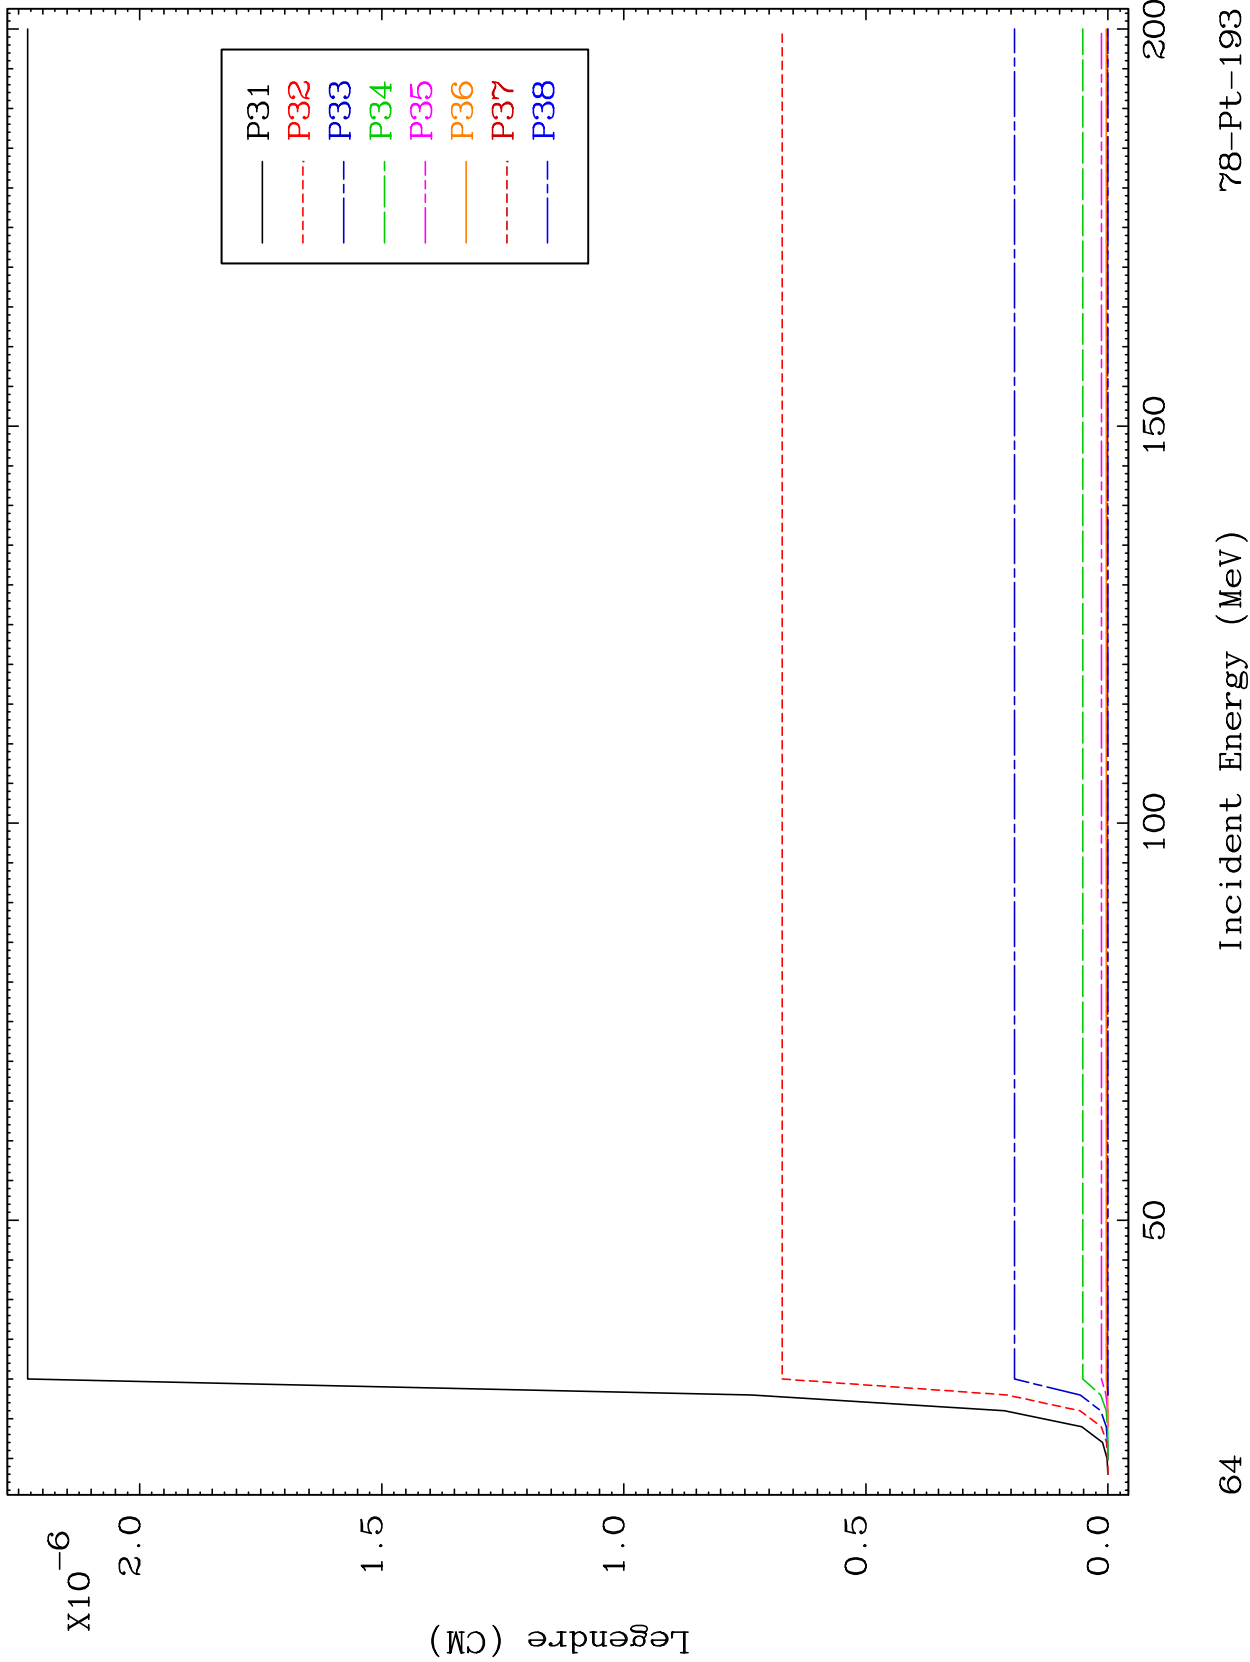 X10-6
2.0
1.5
1.0
0.5
0.0
Legendre (CM)
P31
P32
P33
P34
P35
P36
P37
P38
50
100
150
200
64
Incident Energy (MeV)
78-Pt-193